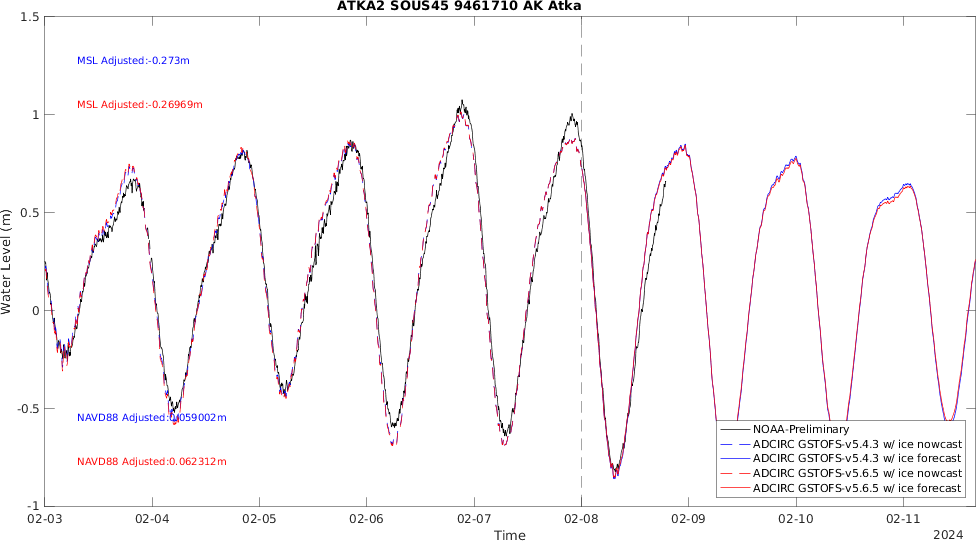 ATKA2 SOUS45 9461710 AK Atka
1.5
MSL Adjusted:-0.273m
1
MSL Adjusted:-0.26969m
0.5
Water Level (m)
0
-0.5
NAVD88 Adjusted:0.059002m
NAVD88 Adjusted:0.062312m
NOAA-Preliminary
ADCIRC GSTOFS-v5.4.3 w/ ice nowcast
ADCIRC GSTOFS-v5.4.3 w/ ice forecast
ADCIRC GSTOFS-v5.6.5 w/ ice nowcast
ADCIRC GSTOFS-v5.6.5 w/ ice forecast
-1
02-03 02-04 02-05 02-06 02-07 02-08 02-09 02-10 02-11
Time
2024